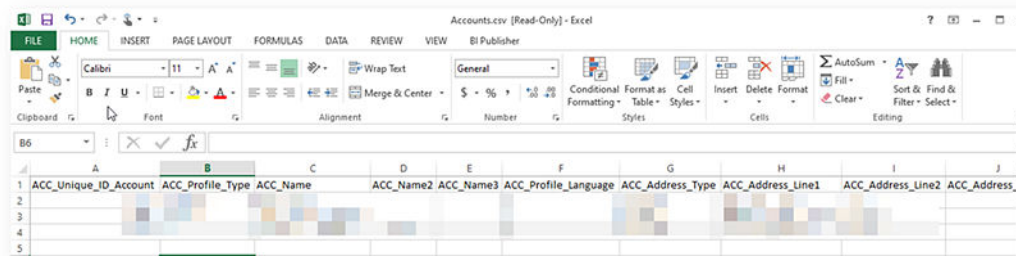 Accounts.csv [Read-Only] - Excel
FILE HOME INSERT PAGE LAYOUT FORMULAS DATA REVIEW VIEW BI Publisher
Paste
Clipboard
Calibri 11 A A
B I U A
Font
Wrap Text
Merge & Center
Alignment
General
$ % ,
Number
Conditional Formatting
Format as Table
Cell Styles
Styles
Insert Delete Format
Cells
AutoSum
Fill
Clear
Sort & Filter
Find & Select
Editing
B6 fx
A B C D E F G H I J
1 ACC_Unique_ID_Account ACC_Profile_Type ACC_Name ACC_Name2 ACC_Name3 ACC_Profile_Language ACC_Address_Type ACC_Address_Line1 ACC_Address_Line2 ACC_Address_
2
3
4
5